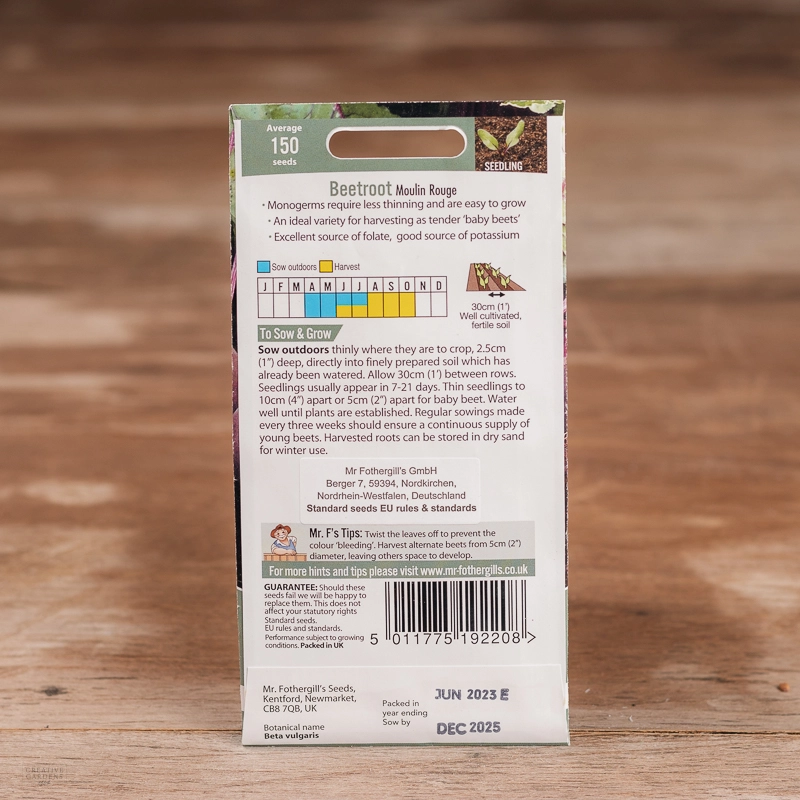 Average
150
seeds
SEEDLING
Beetroot Moulin Rouge
• Monogerms require less thinning and are easy to grow
• An ideal variety for harvesting as tender ‘baby beets’
• Excellent source of folate, good source of potassium
Sow outdoors Harvest
J F M A M J J A S O N D
30cm (1’)
Well cultivated,
fertile soil
To Sow & Grow
Sow outdoors thinly where they are to crop, 2.5cm
(1”) deep, directly into finely prepared soil which has
already been watered. Allow 30cm (1’) between rows.
Seedlings usually appear in 7-21 days. Thin seedlings to
10cm (4”) apart or 5cm (2”) apart for baby beet. Water
well until plants are established. Regular sowings made
every three weeks should ensure a continuous supply of
young beets. Harvested roots can be stored in dry sand
for winter use.
Mr Fothergill's GmbH
Berger 7, 59394, Nordkirchen,
Nordrhein-Westfalen, Deutschland
Standard seeds EU rules & standards
Mr. F's Tips: Twist the leaves off to prevent the
colour ‘bleeding’. Harvest alternate beets from 5cm (2”)
diameter, leaving others space to develop.
For more hints and tips please visit www.mr-fothergills.co.uk
GUARANTEE: Should these
seeds fail we will be happy to
replace them. This does not
affect your statutory rights
Standard seeds.
EU rules and standards.
Performance subject to growing
conditions. Packed in UK
5 011775 192208 >
Mr. Fothergill's Seeds,
Kentford, Newmarket,
CB8 7QB, UK
Botanical name
Beta vulgaris
Packed in
year ending
Sow by
JUN 2023 E
DEC 2025
CREATIVE
GARDENS